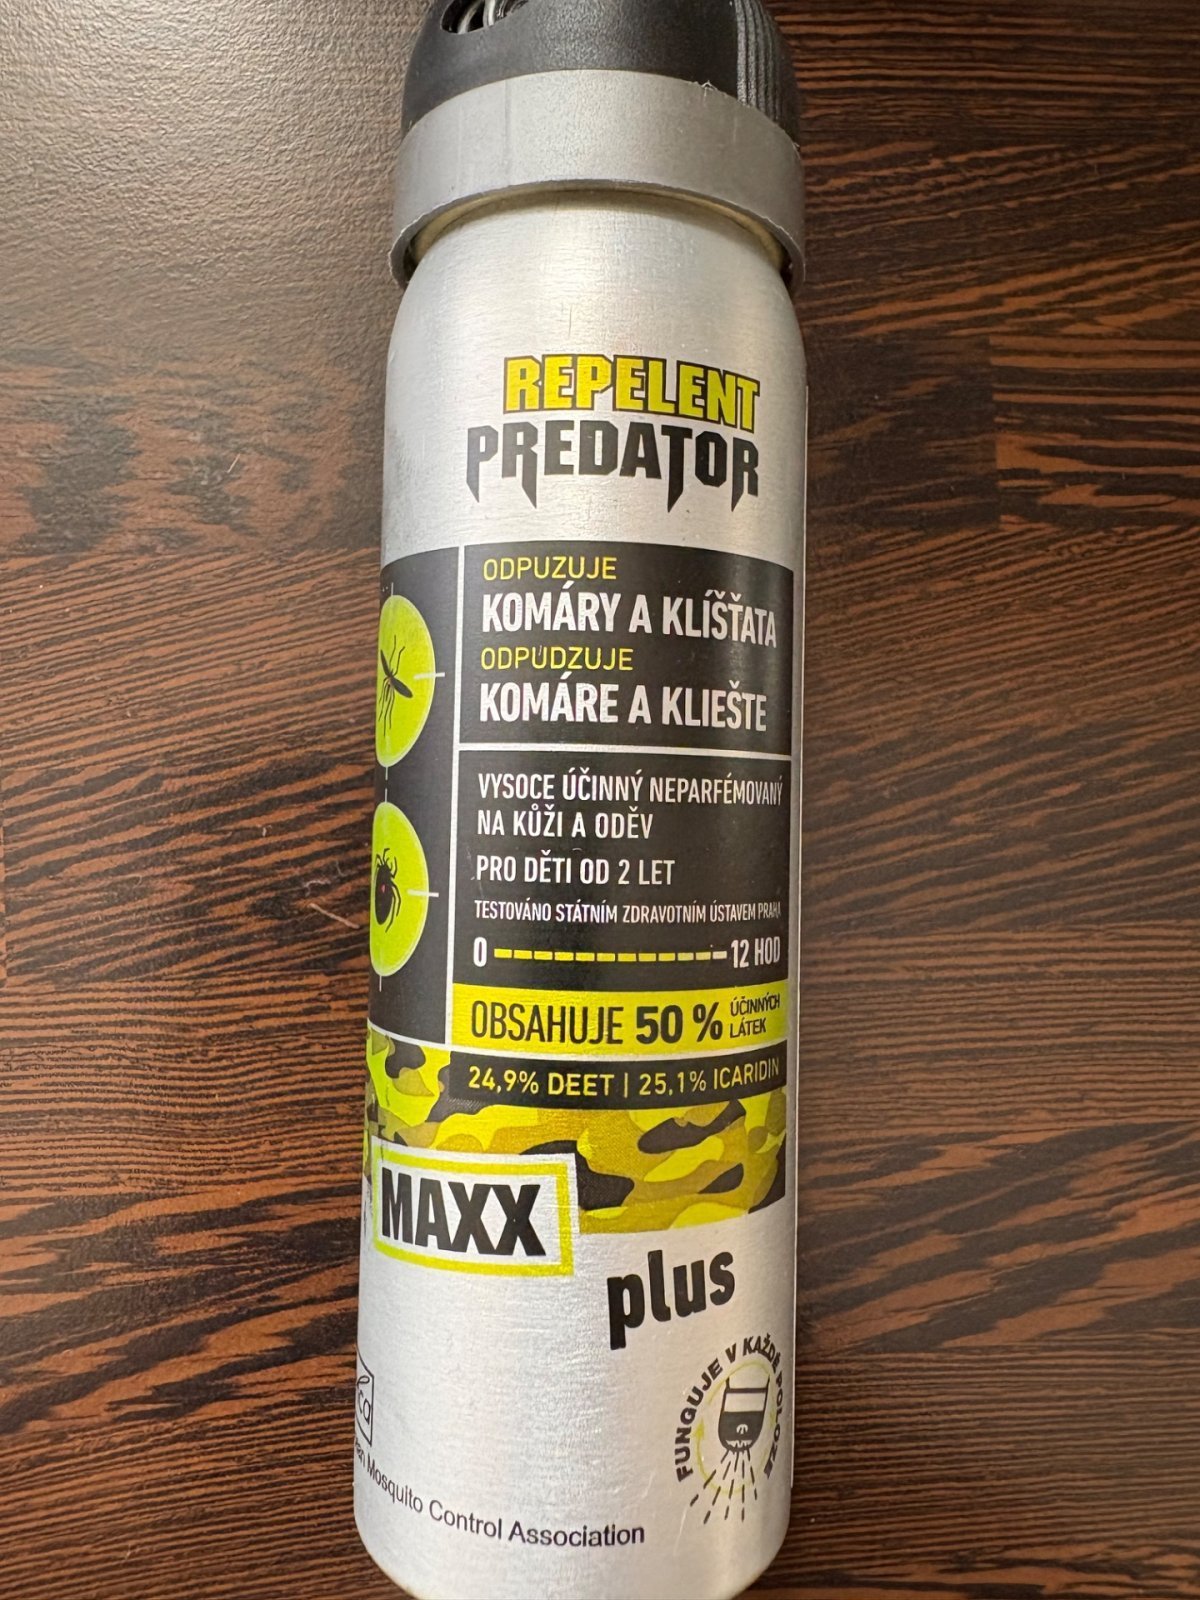 REPELENT
PREDATOR
ODPUZUJE
KOMÁRY A KLÍŠŤATA
ODPUDZUJE
KOMÁRE A KLIEŠTE
VYSOCE ÚČINNÝ NEPARFÉMOVANÝ
NA KŮŽI A ODĚV
PRO DĚTI OD 2 LET
TESTOVÁNO STÁTNÍM ZDRAVOTNÍM ÚSTAVEM PRAHA
0 12 HOD
OBSAHUJE 50 % ÚČINNÝCH
LÁTEK
24,9% DEET | 25,1% ICARIDIN
MAXX
plus
FUNGUJE V KAŽDÉ POLOZE
Mosquito Control Association